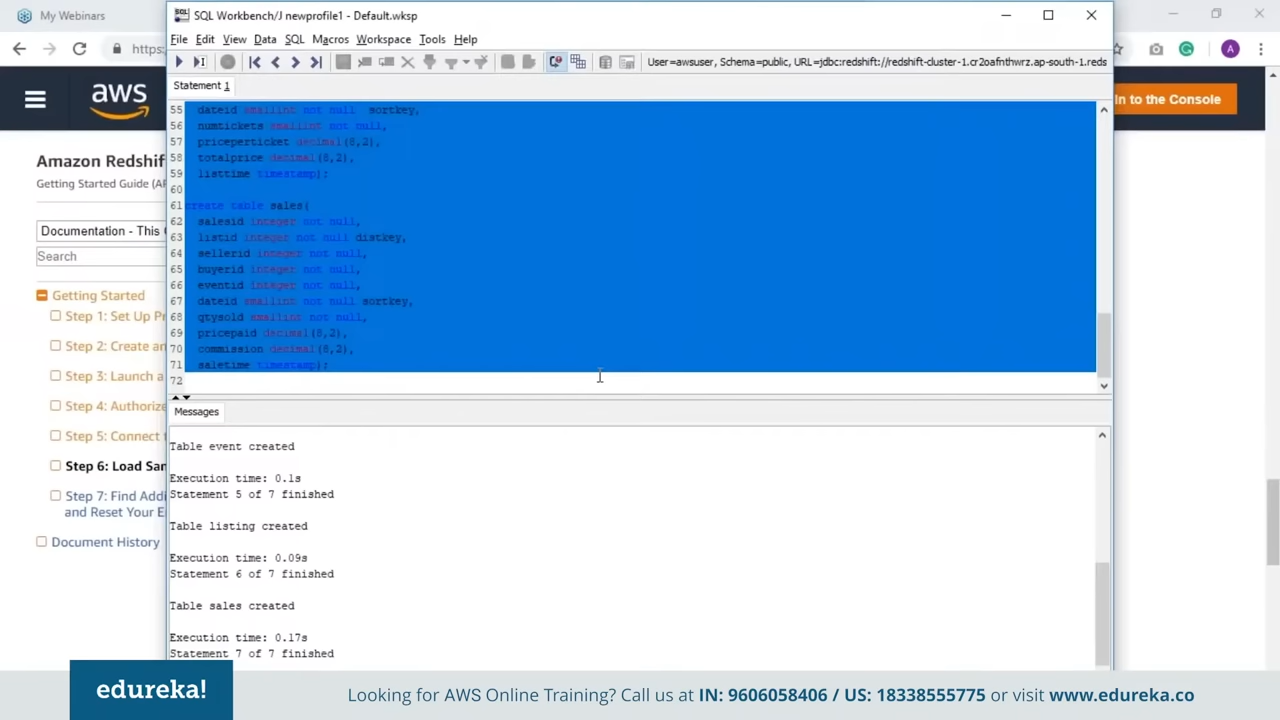 My Webinars
SQL Workbench/J newprofile1 - Default.wksp
https:
A
File Edit View Data SQL Macros Workspace Tools Help
User=awsuser, Schema=public, URL=jdbc:redshift://redshift-cluster-1.cr2oafnthwrz.ap-south-1.reds
Statement 1
aws
In to the Console
55 dateid smallint not null sortkey,
56 numtickets smallint not null,
57 priceperticket decimal(8,2),
58 totalprice decimal(8,2),
59 listtime timestamp);
60
61 create table sales(
62 salesid integer not null,
63 listid integer not null distkey,
64 sellerid integer not null,
65 buyerid integer not null,
66 eventid integer not null,
67 dateid smallint not null sortkey,
68 qtysold smallint not null,
69 pricepaid decimal(8,2),
70 commission decimal(8,2),
71 saletime timestamp);
72
Amazon Redshift
Getting Started Guide (AP
Documentation - This
Search
Getting Started
Step 1: Set Up Pr
Step 2: Create an
Step 3: Launch a
Step 4: Authorize
Step 5: Connect
Step 6: Load Sam
Step 7: Find Addi
and Reset Your E
Document History
Messages
Table event created
Execution time: 0.1s
Statement 5 of 7 finished
Table listing created
Execution time: 0.09s
Statement 6 of 7 finished
Table sales created
Execution time: 0.17s
Statement 7 of 7 finished
edureka!
Looking for AWS Online Training? Call us at IN: 9606058406 / US: 18338555775 or visit www.edureka.co